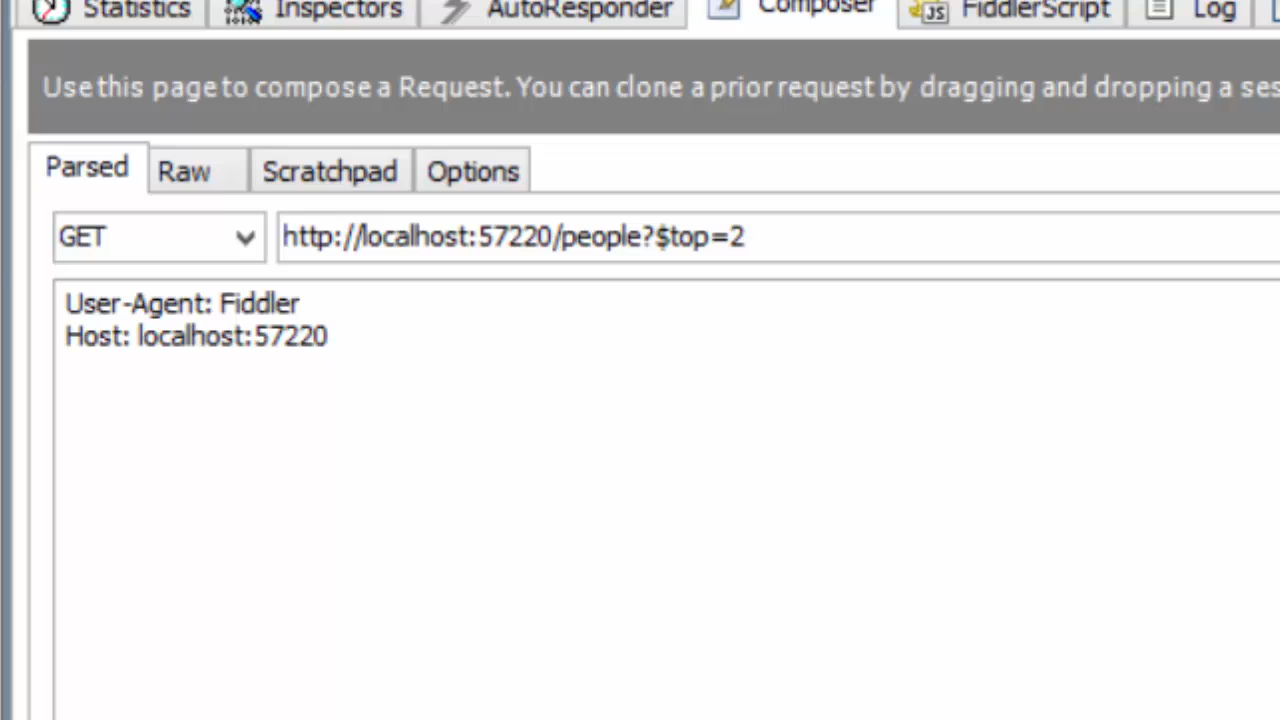 Statistics Inspectors AutoResponder Composer FiddlerScript Log
Use this page to compose a Request. You can clone a prior request by dragging and dropping a ses
Parsed Raw Scratchpad Options
GET http://localhost:57220/people?$top=2
User-Agent: Fiddler
Host: localhost:57220